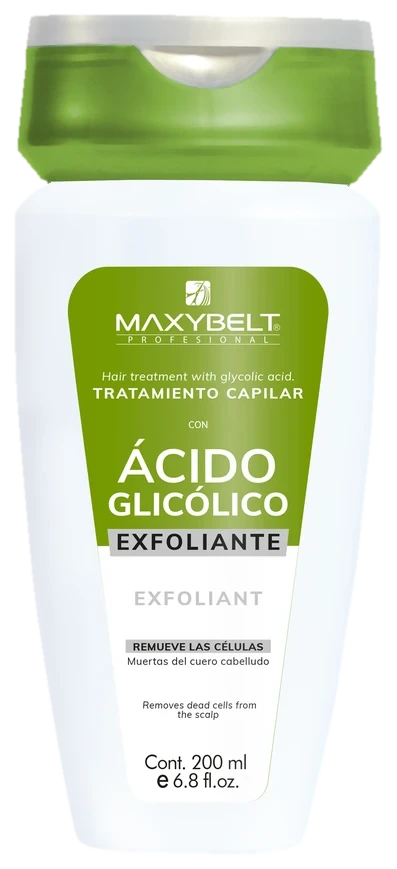 MAXYBELT®
PROFESIONAL
Hair treatment with glycolic acid.
TRATAMIENTO CAPILAR
CON
ÁCIDO
GLICÓLICO
EXFOLIANTE
EXFOLIANT
REMUEVE LAS CÉLULAS
Muertas del cuero cabelludo
Removes dead cells from
the scalp
Cont. 200 ml
e 6.8 fl.oz.